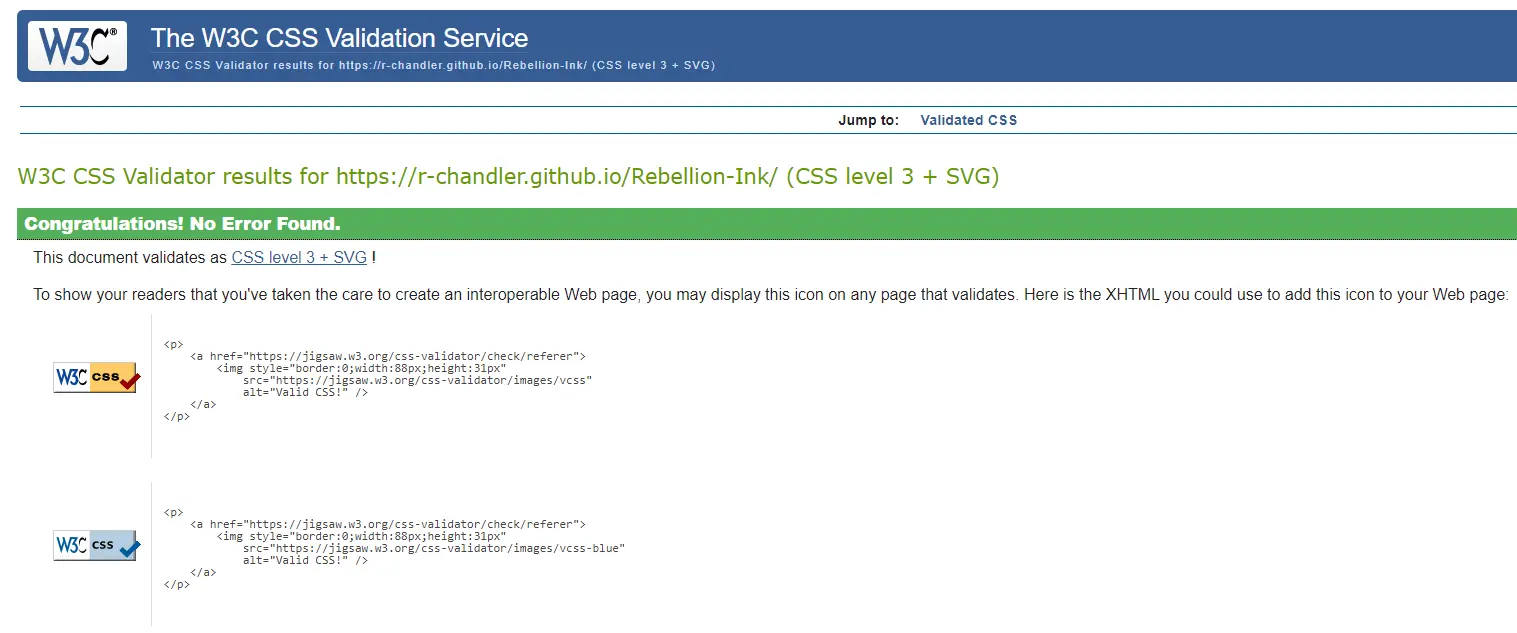 W3C®
The W3C CSS Validation Service
W3C CSS Validator results for https://r-chandler.github.io/Rebellion-Ink/ (CSS level 3 + SVG)
Jump to: Validated CSS
W3C CSS Validator results for https://r-chandler.github.io/Rebellion-Ink/ (CSS level 3 + SVG)
Congratulations! No Error Found.
This document validates as CSS level 3 + SVG !
To show your readers that you've taken the care to create an interoperable Web page, you may display this icon on any page that validates. Here is the XHTML you could use to add this icon to your Web page:
W3C css
<p>
    <a href="https://jigsaw.w3.org/css-validator/check/referer">
        <img style="border:0;width:88px;height:31px"
            src="https://jigsaw.w3.org/css-validator/images/vcss"
            alt="Valid CSS!" />
    </a>
</p>
W3C css
<p>
    <a href="https://jigsaw.w3.org/css-validator/check/referer">
        <img style="border:0;width:88px;height:31px"
            src="https://jigsaw.w3.org/css-validator/images/vcss-blue"
            alt="Valid CSS!" />
    </a>
</p>